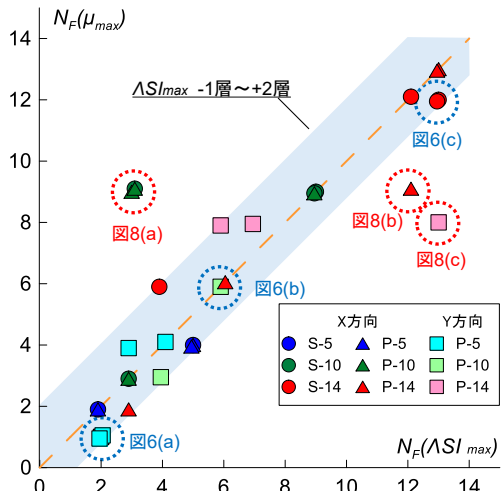 N_F(μ_max)
14
ΛSI_max -1層~+2層
12
図6(c)
10
図8(a)
図8(b)
8
図8(c)
6
図6(b)
X方向 Y方向
4
S-5 P-5 P-5
S-10 P-10 P-10
S-14 P-14 P-14
2
図6(a)
N_F(ΛSI_max)
0
0 2 4 6 8 10 12 14